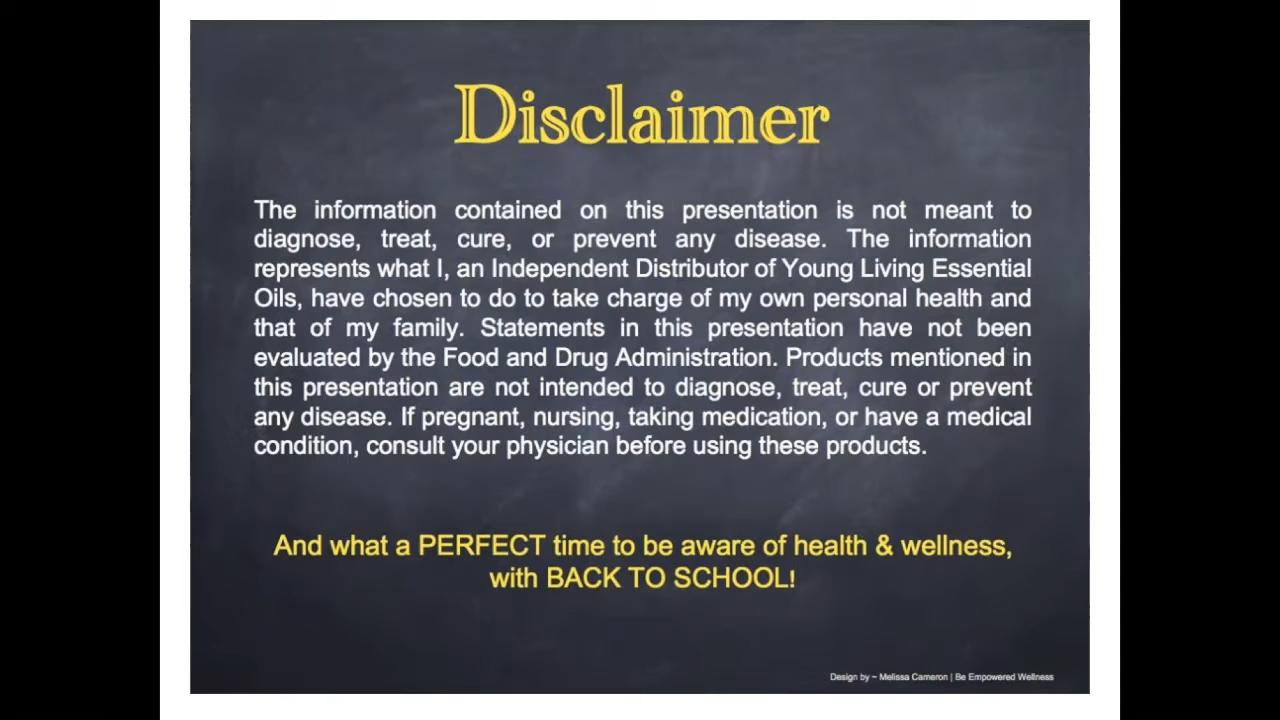 Disclaimer
The information contained on this presentation is not meant to
diagnose, treat, cure, or prevent any disease. The information
represents what I, an Independent Distributor of Young Living Essential
Oils, have chosen to do to take charge of my own personal health and
that of my family. Statements in this presentation have not been
evaluated by the Food and Drug Administration. Products mentioned in
this presentation are not intended to diagnose, treat, cure or prevent
any disease. If pregnant, nursing, taking medication, or have a medical
condition, consult your physician before using these products.
And what a PERFECT time to be aware of health & wellness,
with BACK TO SCHOOL!
Design by ~ Melissa Cameron | Be Empowered Wellness